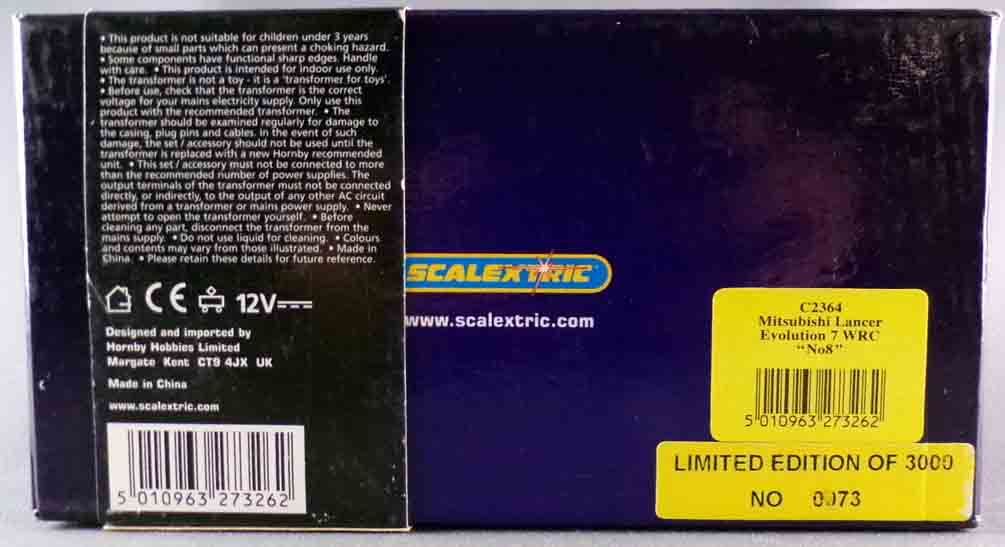 • This product is not suitable for children under 3 years
because of small parts which can present a choking hazard.
• Some components have functional sharp edges. Handle
with care. • This product is intended for indoor use only.
• The transformer is not a toy - it is a 'transformer for toys'.
• Before use, check that the transformer is the correct
voltage for your mains electricity supply. Only use this
product with the recommended transformer. • The
transformer should be examined regularly for damage to
the casing, plug pins and cables. In the event of such
damage, the set / accessory should not be used until the
transformer is replaced with a new Hornby recommended
unit. • This set / accessory must not be connected to more
than the recommended number of power supplies. The
output terminals of the transformer must not be connected
directly, or indirectly, to the output of any other AC circuit
derived from a transformer or mains power supply. • Never
attempt to open the transformer yourself. • Before
cleaning any part, disconnect the transformer from the
mains supply. • Do not use liquid for cleaning. • Colours
and contents may vary from those illustrated. • Made in
China. • Please retain these details for future reference.
CE 12V
Designed and imported by
Hornby Hobbies Limited
Margate Kent CT9 4JX UK
Made in China
www.scalextric.com
5 010963 273262
SCALEXTRIC
www.scalextric.com
C2364
Mitsubishi Lancer
Evolution 7 WRC
“No8”
5 010963 273262
LIMITED EDITION OF 3000
NO 0073